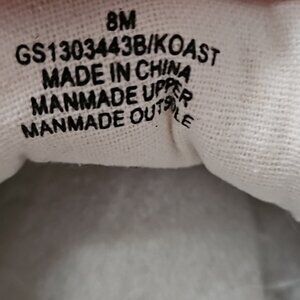 8M
GS1303443B/KOAST
MADE IN CHINA
MANMADE UPPER
MANMADE OUTSOLE